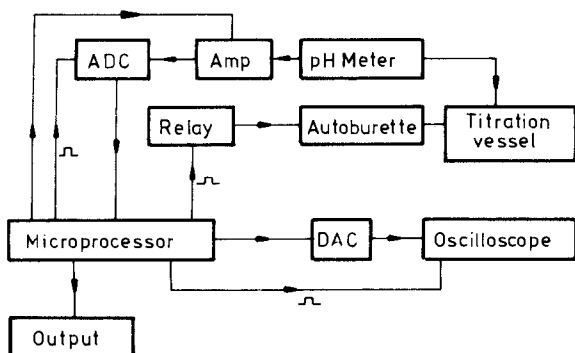 ADC
Amp
pH Meter
Relay
Autoburette
Titration
vessel
Microprocessor
DAC
Oscilloscope
Output